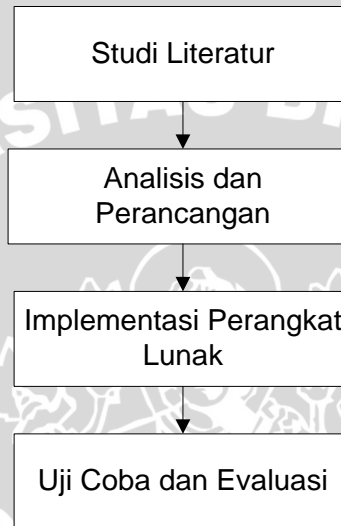 Studi Literatur
Analisis dan
Perancangan
Implementasi Perangkat
Lunak
Uji Coba dan Evaluasi